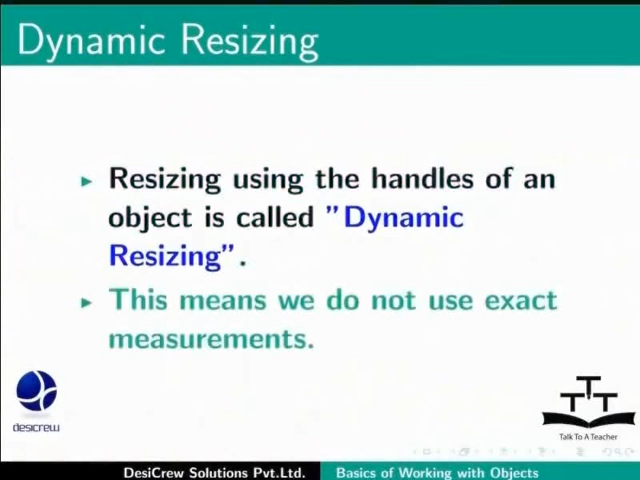 Dynamic Resizing
Resizing using the handles of an
object is called "Dynamic
Resizing".
This means we do not use exact
measurements.
desicrew
TTT
Talk To A Teacher
DesiCrew Solutions Pvt.Ltd. Basics of Working with Objects